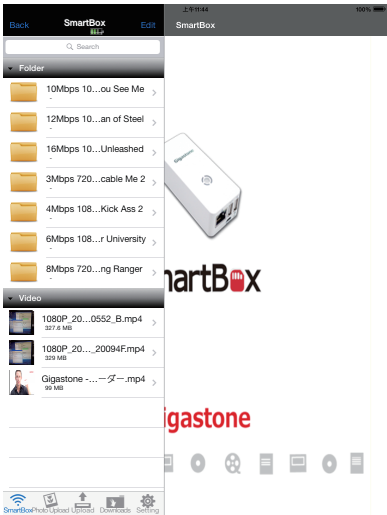 上午11:44
100%
Back
SmartBox
Edit
SmartBox
Search
Folder
10Mbps 10...ou See Me
-
12Mbps 10...an of Steel
-
16Mbps 10...Unleashed
-
3Mbps 720...cable Me 2
-
4Mbps 108...Kick Ass 2
-
6Mbps 108...r University
-
8Mbps 720...ng Ranger
-
Video
1080P_20...0552_B.mp4
327.6 MB
1080P_20..._20094F.mp4
329 MB
Gigastone -...ーダー.mp4
99 MB
Gigastone
martB x
igastone
SmartBox
Photo Upload
Upload
Downloads
Setting